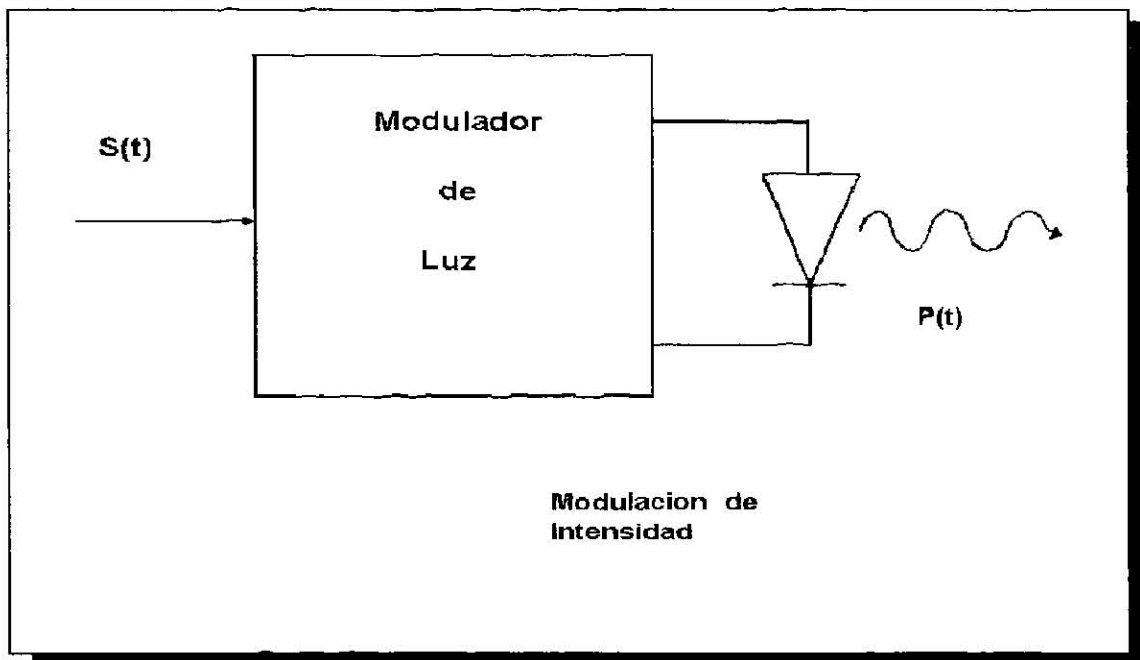 S(t)
Modulador
de
Luz
P(t)
Modulacion de
Intensidad